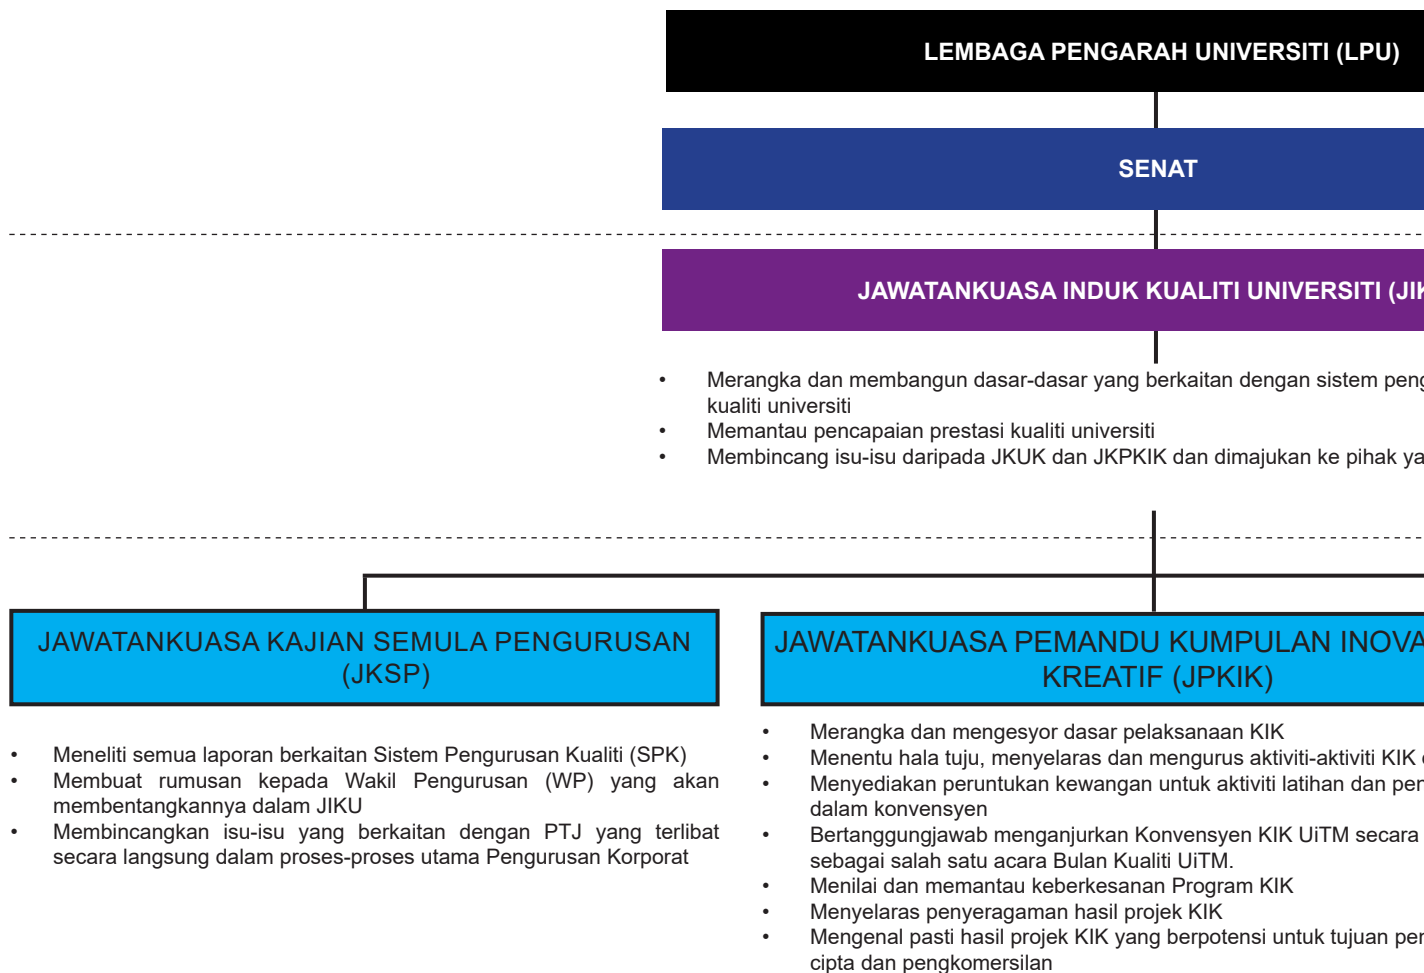 LEMBAGA PENGARAH UNIVERSITI (LPU)
SENAT
JAWATANKUASA INDUK KUALITI UNIVERSITI
• Merangka dan membangun dasar-dasar yang berkaitan dengan sistem
kualiti universiti
• Memantau pencapaian prestasi kualiti universiti
• Membincang isu-isu daripada JKUK dan JKPKIK dan dimajukan ke pihak
JAWATANKUASA KAJIAN SEMULA PENGURUSAN
(JKSP)
• Meneliti semua laporan berkaitan Sistem Pengurusan Kualiti (SPK)
• Membuat rumusan kepada Wakil Pengurusan (WP) yang akan
membentangkannya dalam JIKU
• Membincangkan isu-isu yang berkaitan dengan PTJ yang terlibat
secara langsung dalam proses-proses utama Pengurusan Korporat
JAWATANKUASA PEMANDU KUMPULAN
KREATIF (JPKIK)
• Merangka dan mengesyor dasar pelaksanaan KIK
• Menentu hala tuju, menyelaras dan mengurus aktiviti-aktiviti KIK
• Menyediakan peruntukan kewangan untuk aktiviti latihan dan
dalam konvensyen
• Bertanggungjawab menganjurkan Konvensyen KIK UiTM secara
sebagai salah satu acara Bulan Kualiti UiTM.
• Menilai dan memantau keberkesanan Program KIK
• Menyelaras penyeragaman hasil projek KIK
• Mengenal pasti hasil projek KIK yang berpotensi untuk tujuan
cipta dan pengkomersilan